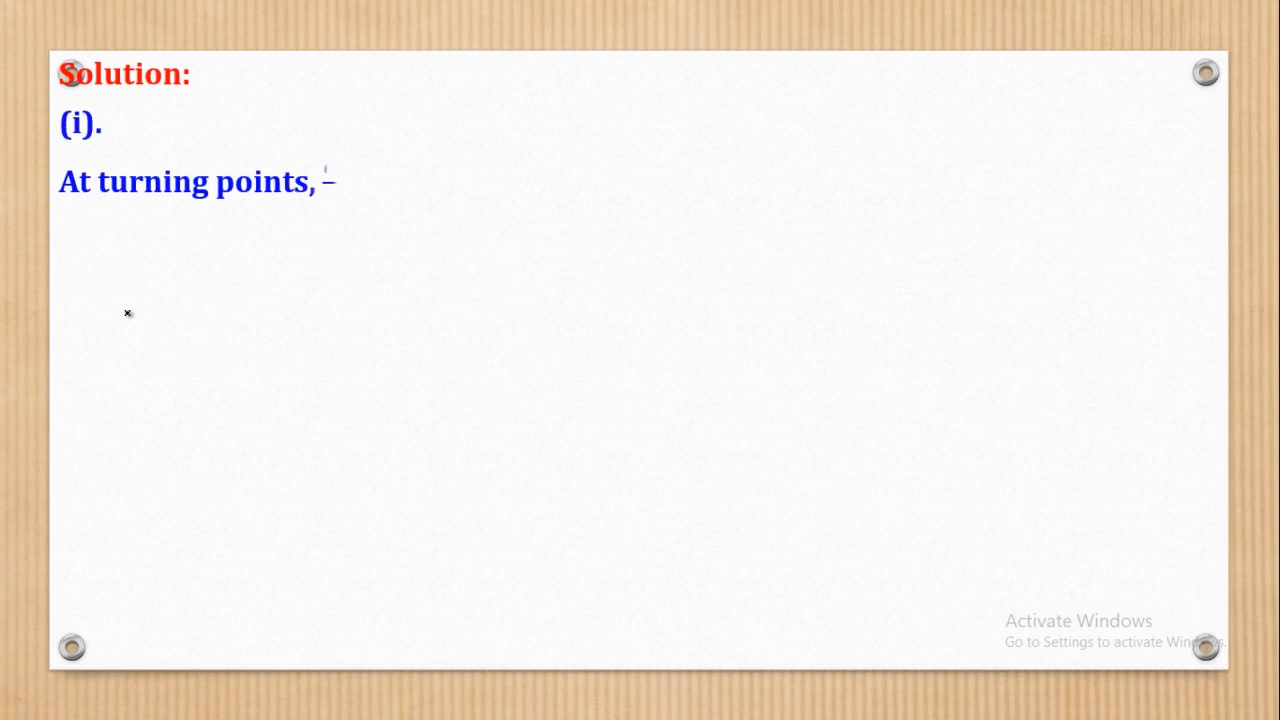 Solution:
(i).
At turning points,
Activate Windows
Go to Settings to activate Windows.